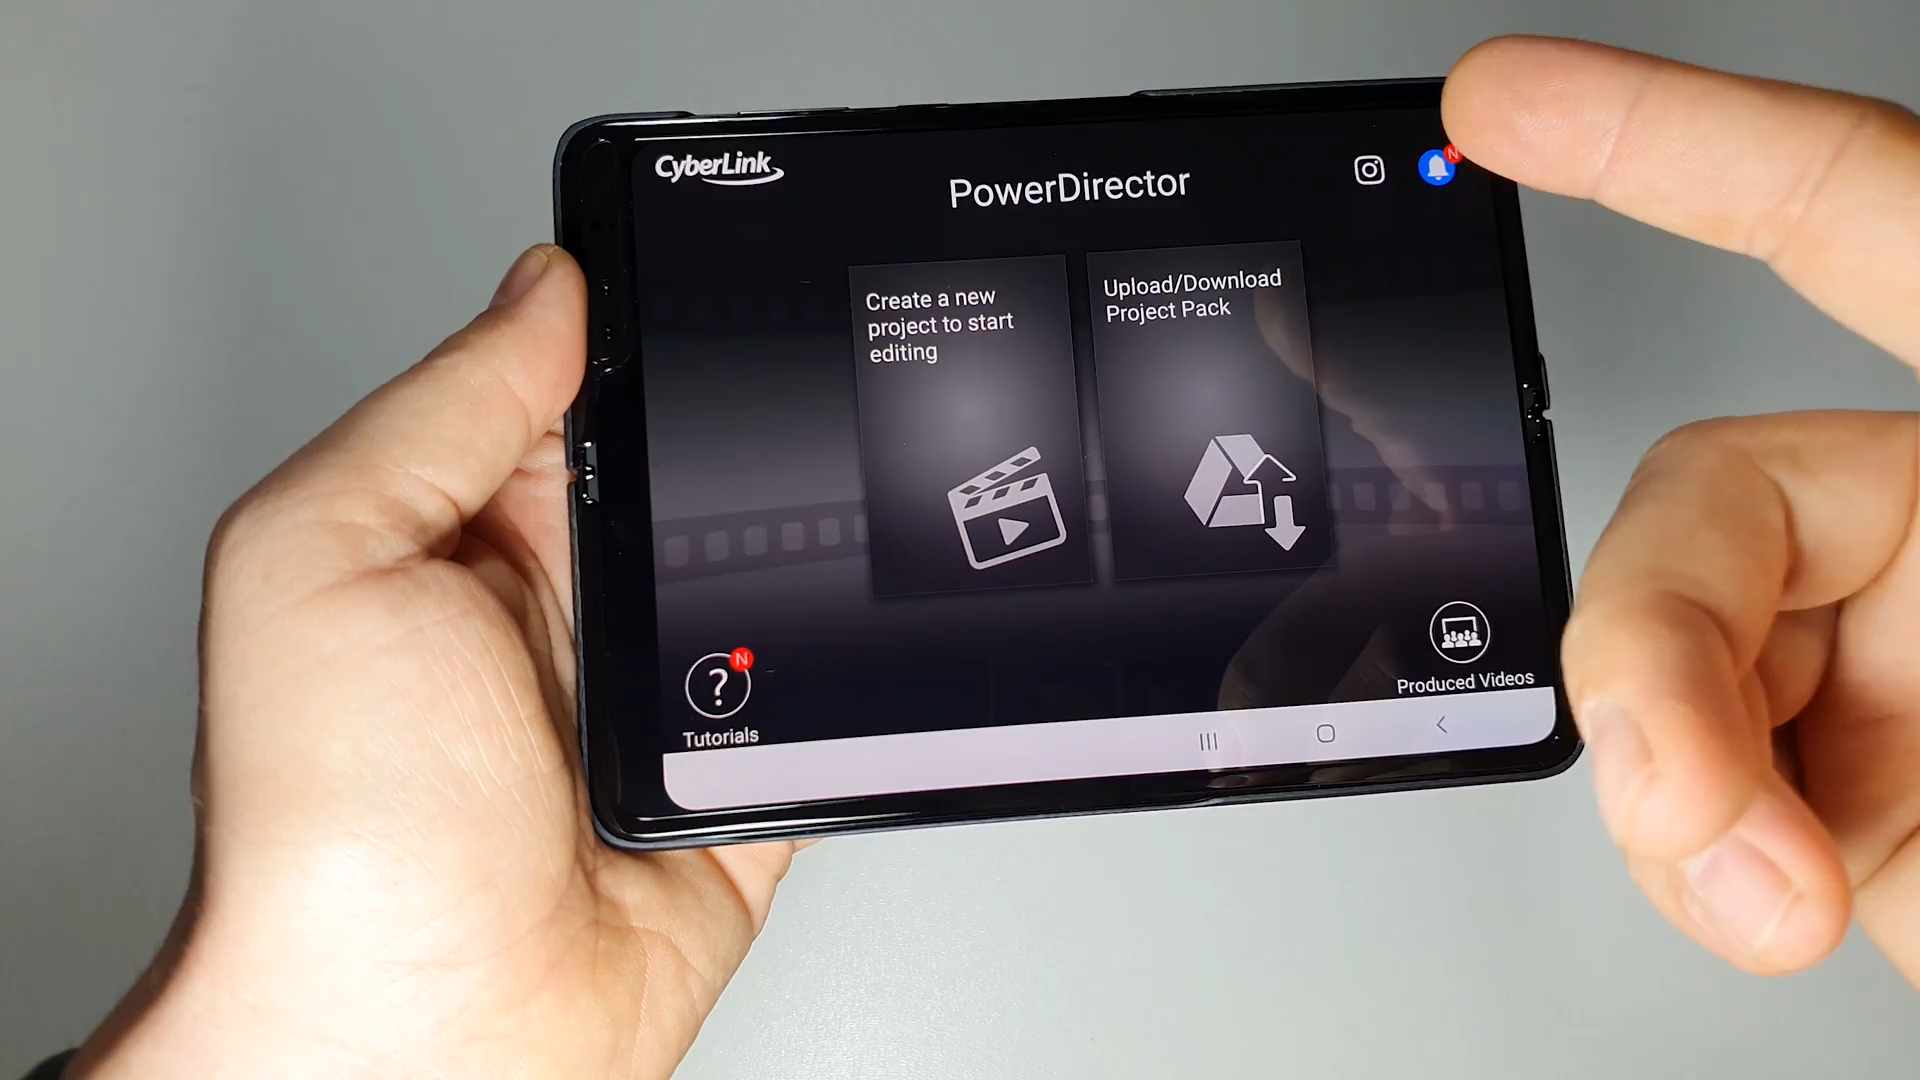 CyberLink
PowerDirector
N
Create a new
project to start
editing
Upload/Download
Project Pack
N
?
Tutorials
Produced Videos